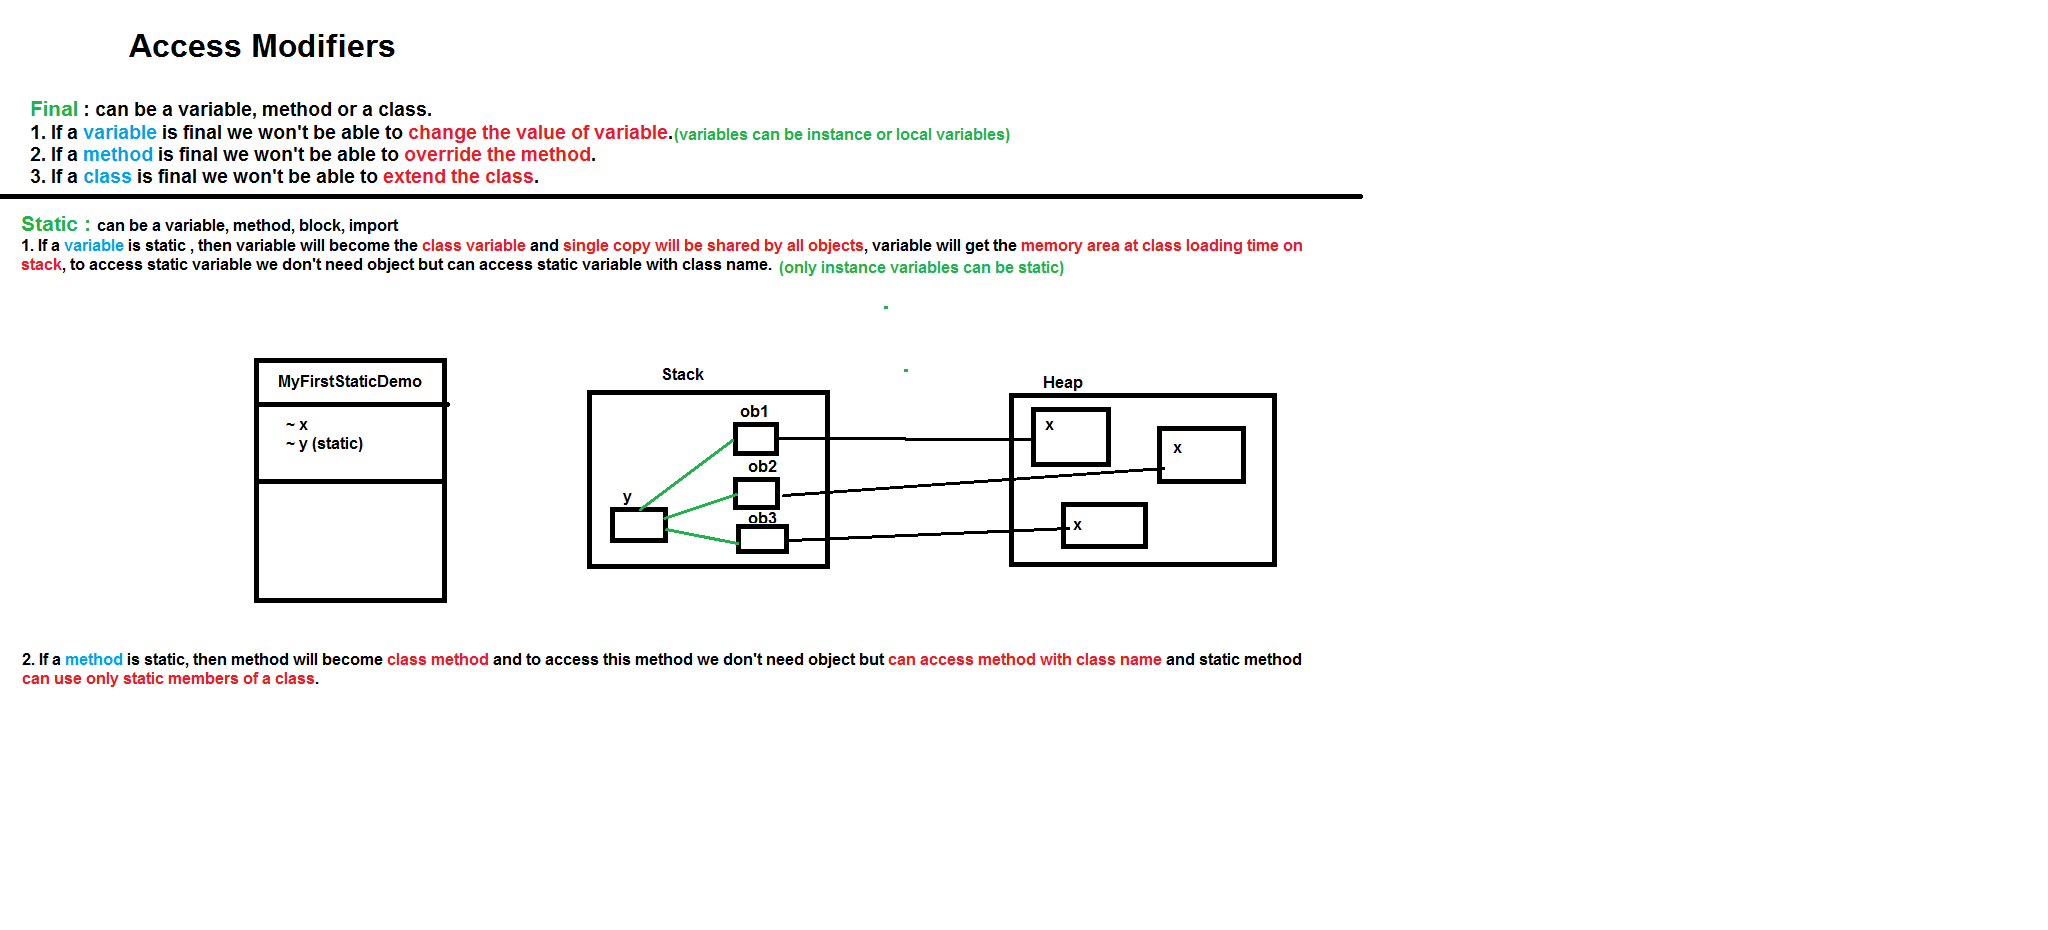 Access Modifiers
Final : can be a variable, method or a class.
1. If a variable is final we won't be able to change the value of variable.(variables can be instance or local variables)
2. If a method is final we won't be able to override the method.
3. If a class is final we won't be able to extend the class.
Static : can be a variable, method, block, import
1. If a variable is static , then variable will become the class variable and single copy will be shared by all objects, variable will get the memory area at class loading time on
stack, to access static variable we don't need object but can access static variable with class name. (only instance variables can be static)
MyFirstStaticDemo
~ x
~ y (static)
Stack
ob1
ob2
y
ob3
Heap
x
x
x
2. If a method is static, then method will become class method and to access this method we don't need object but can access method with class name and static method
can use only static members of a class.